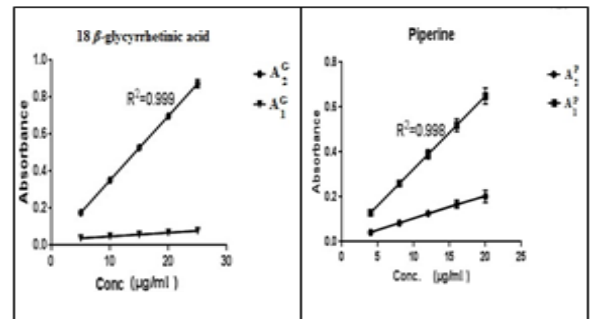 18 β-glycyrrhetinic acid
A₂ᴳ
A₁ᴳ
R²=0.999
Absorbance
1.0
0.8
0.6
0.4
0.2
0.0
0 10 20 30
Conc (µg/ml )
Piperine
A₂ᴾ
A₁ᴾ
R²=0.998
Absorbance
0.8
0.6
0.4
0.2
0.0
0 5 10 15 20 25
Conc. (µg/ml )